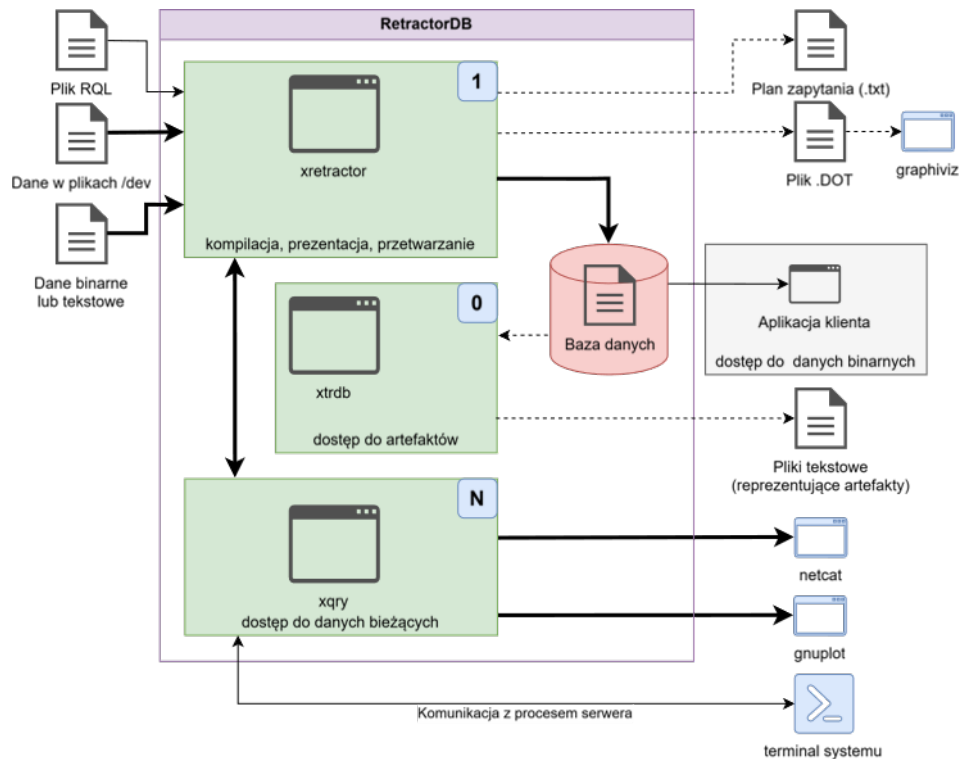 RetractorDB
Plik RQL
Dane w plikach /dev
Dane binarne
lub tekstowe
1
xretractor
kompilacja, prezentacja, przetwarzanie
Plan zapytania (.txt)
Plik .DOT
graphiviz
0
xtrdb
dostęp do artefaktów
Baza danych
Aplikacja klienta
dostęp do danych binarnych
Pliki tekstowe
(reprezentujące artefakty)
N
xqry
dostęp do danych bieżących
netcat
gnuplot
Komunikacja z procesem serwera
terminal systemu